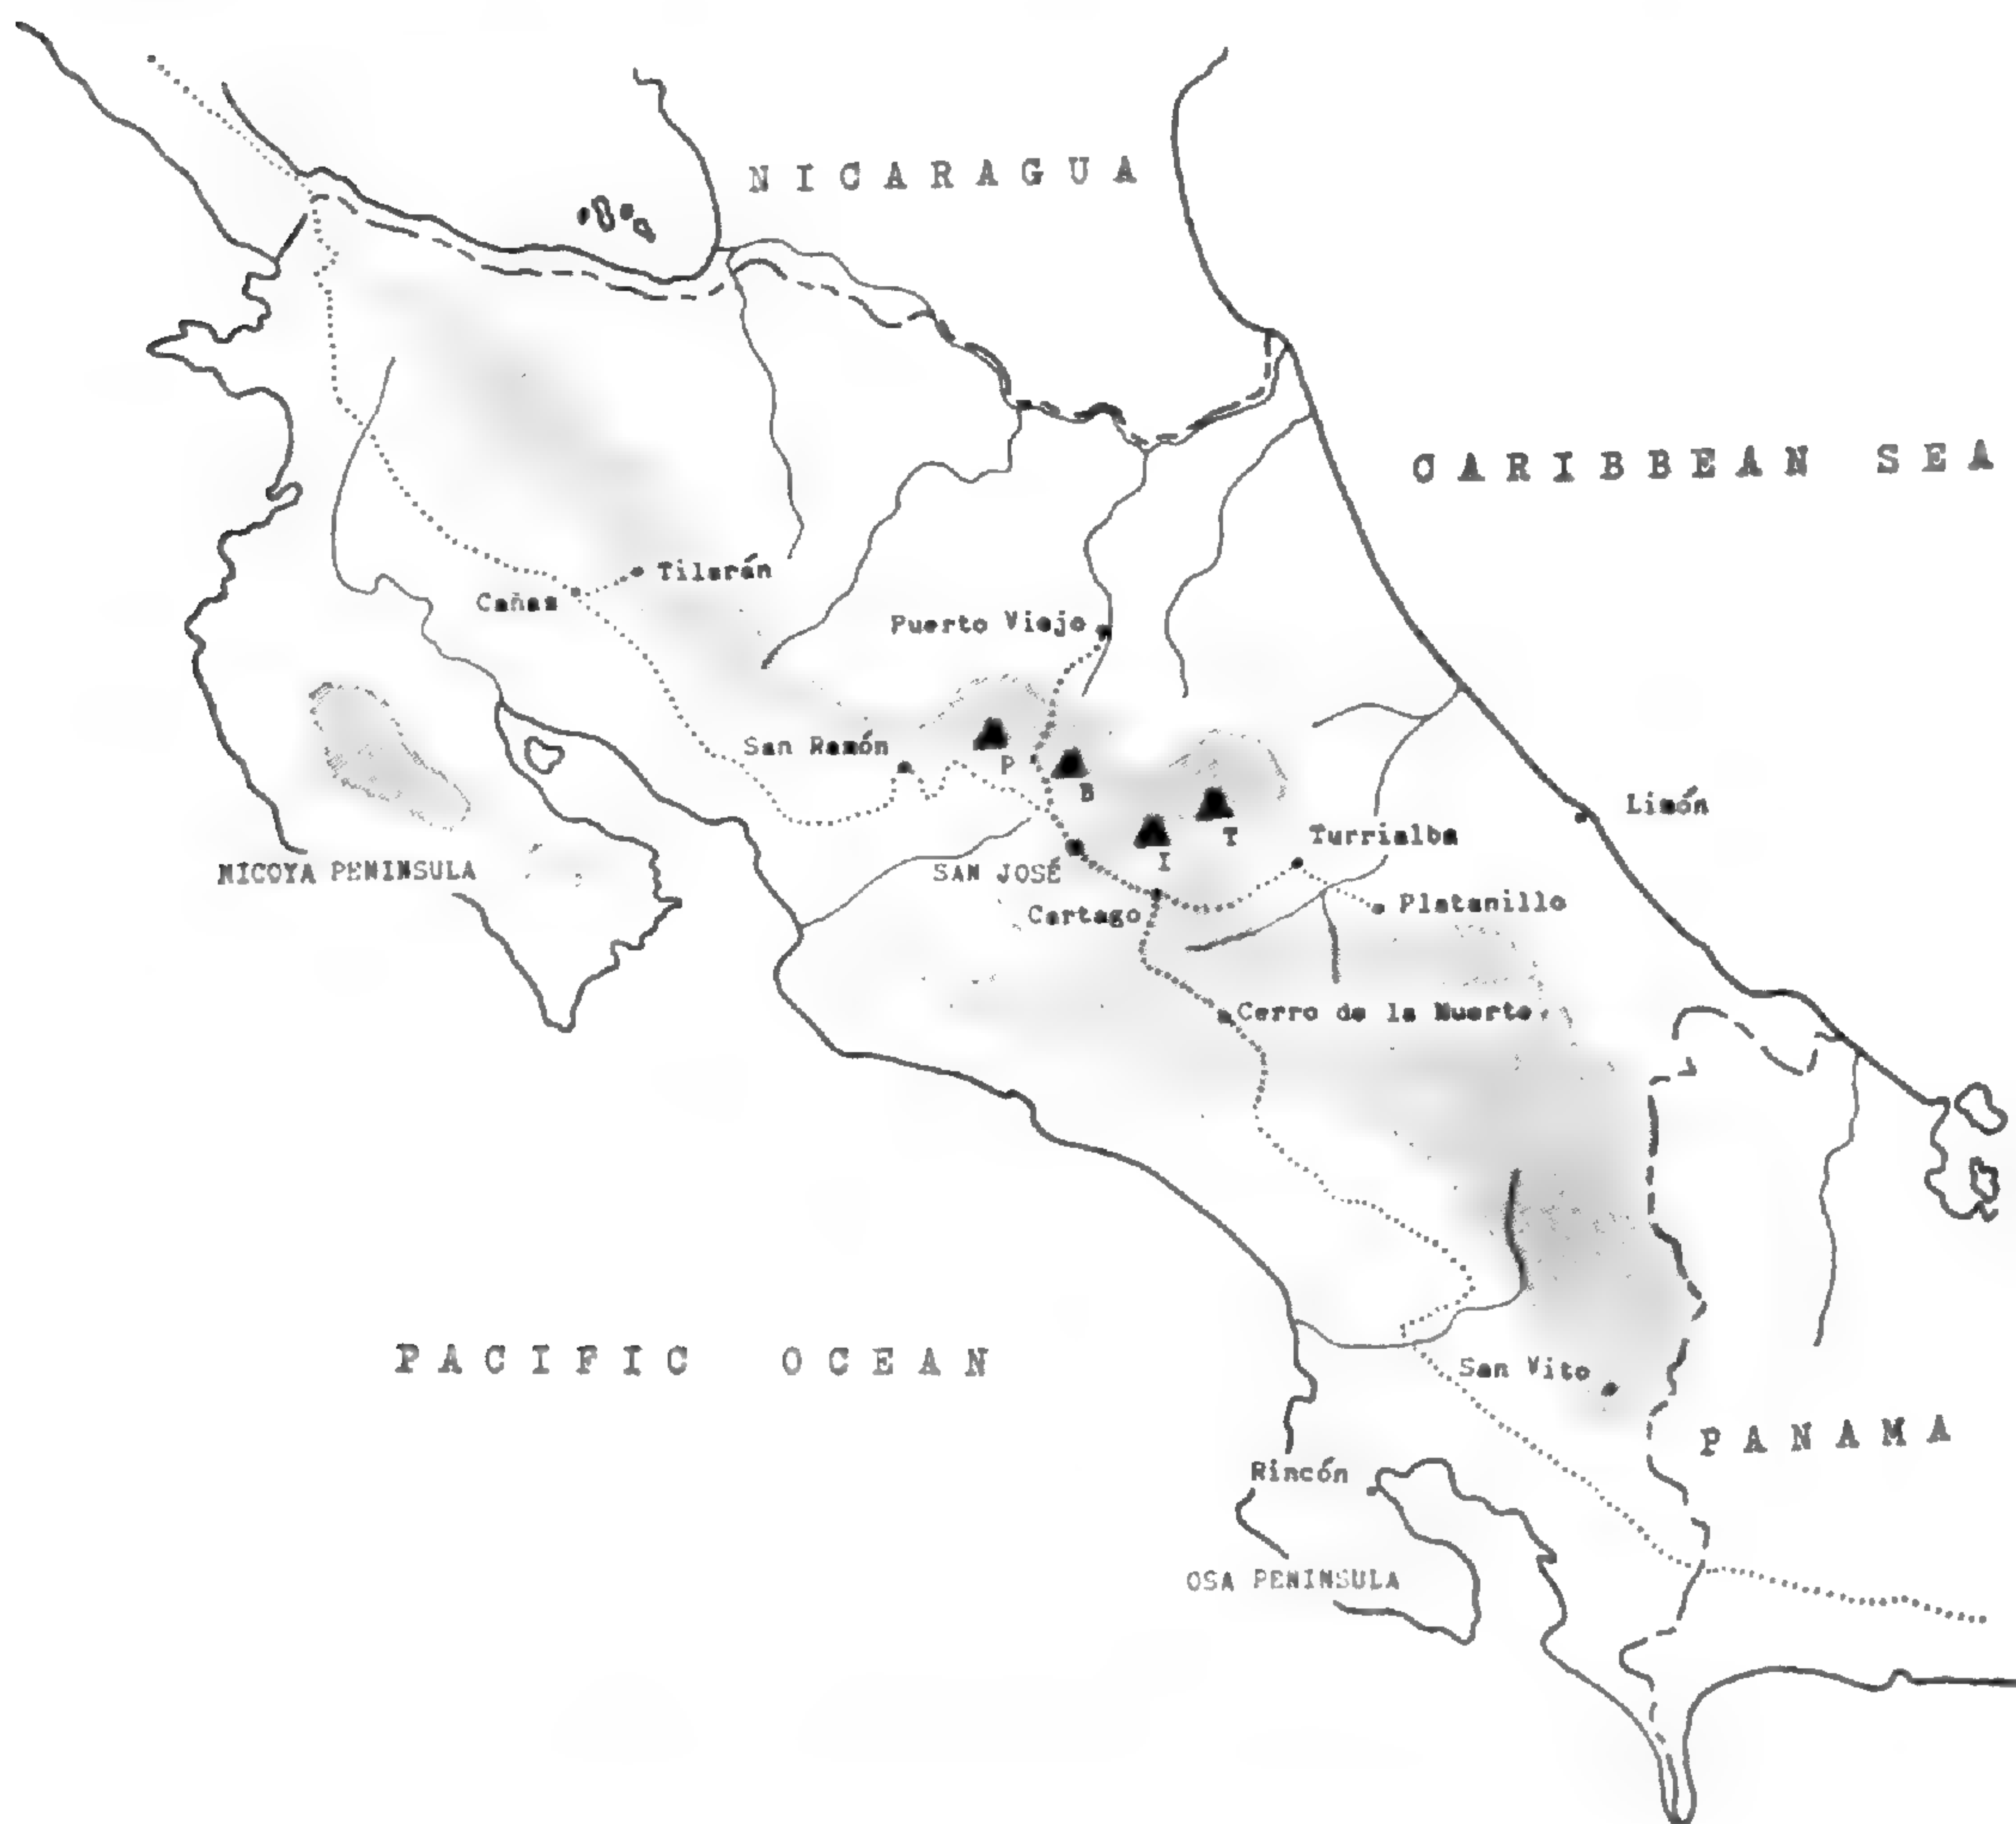 NICARAGUA
CARIBBEAN SEA
Tilarán
Cañas
Puerto Viejo
San Ramón
P
B
Limón
T
Turrialba
I
NICOYA PENINSULA
SAN JOSÉ
Platanillo
Cartago
Cerro de la Muerte
PACIFIC OCEAN
San Vito
PANAMA
Rincón
OSA PENINSULA